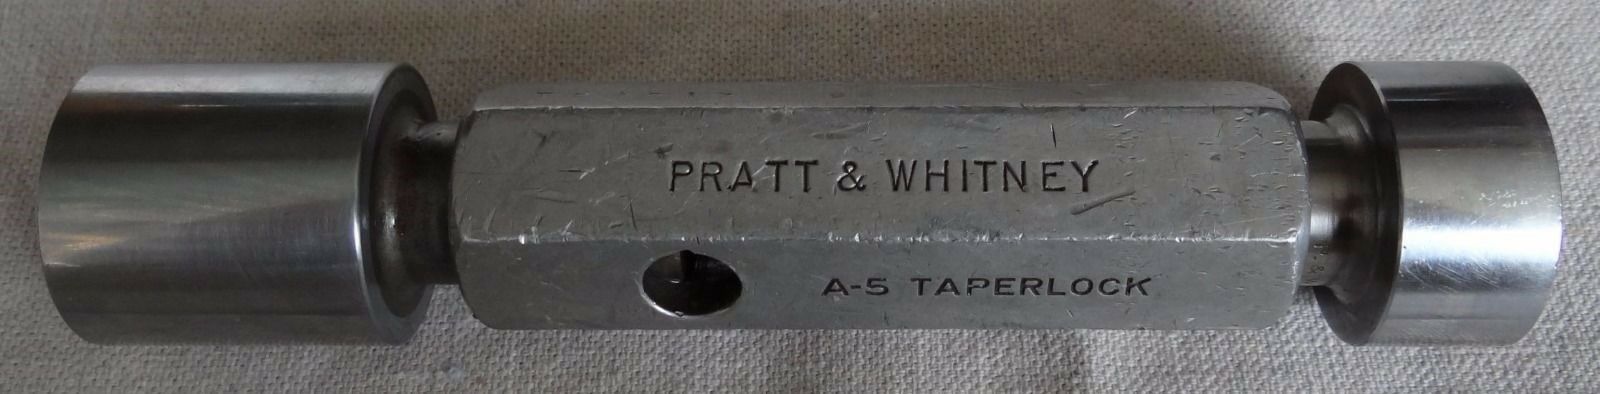 PRATT & WHITNEY
A-5 TAPERLOCK